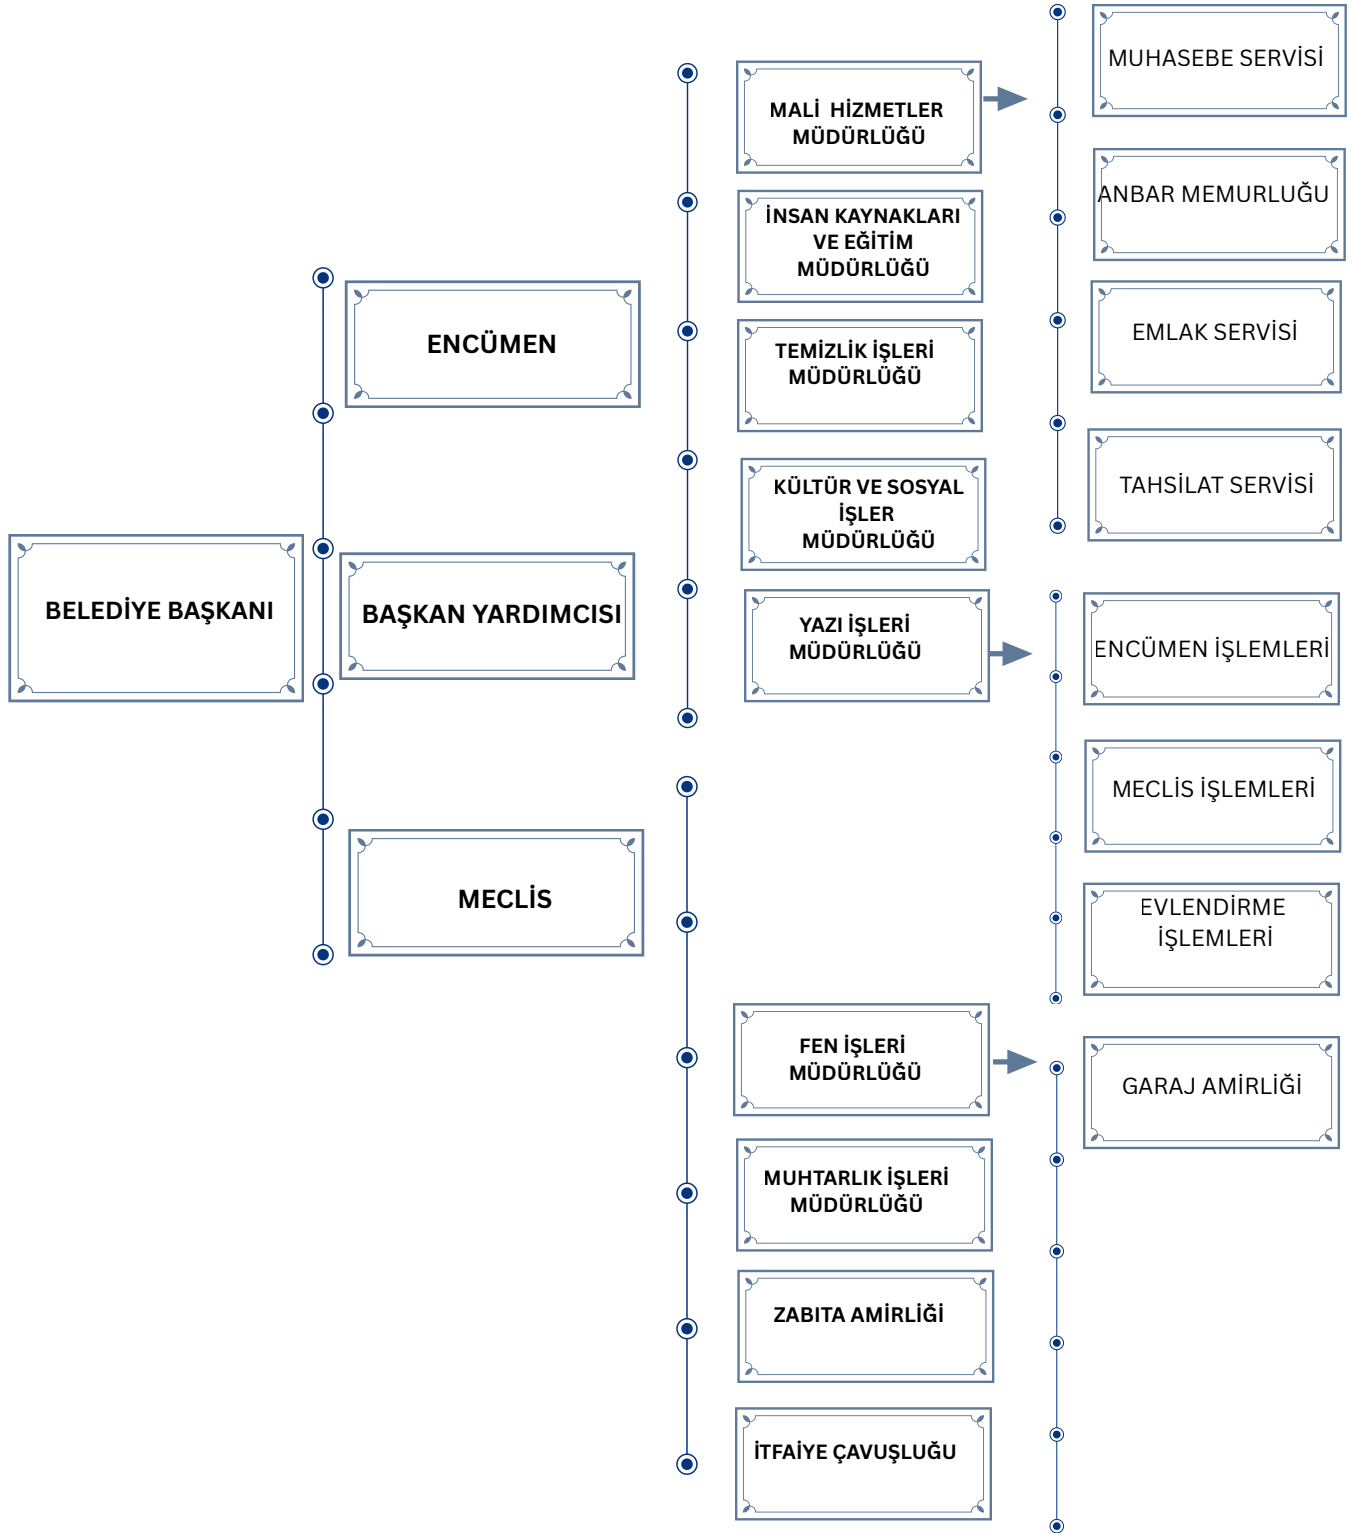 BELEDİYE BAŞKANI
ENCÜMEN
BAŞKAN YARDIMCISI
MECLİS
MALİ HİZMETLER
MÜDÜRLÜĞÜ
İNSAN KAYNAKLARI
VE EĞİTİM
MÜDÜRLÜĞÜ
TEMİZLİK İŞLERİ
MÜDÜRLÜĞÜ
KÜLTÜR VE SOSYAL
İŞLER
MÜDÜRLÜĞÜ
YAZI İŞLERİ
MÜDÜRLÜĞÜ
FEN İŞLERİ
MÜDÜRLÜĞÜ
MUHTARLIK İŞLERİ
MÜDÜRLÜĞÜ
ZABITA AMİRLİĞİ
İTFAİYE ÇAVUŞLUĞU
MUHASEBE SERVİSİ
ANBAR MEMURLUĞU
EMLAK SERVİSİ
TAHSİLAT SERVİSİ
ENCÜMEN İŞLEMLERİ
MECLİS İŞLEMLERİ
EVLENDİRME
İŞLEMLERİ
GARAJ AMİRLİĞİ